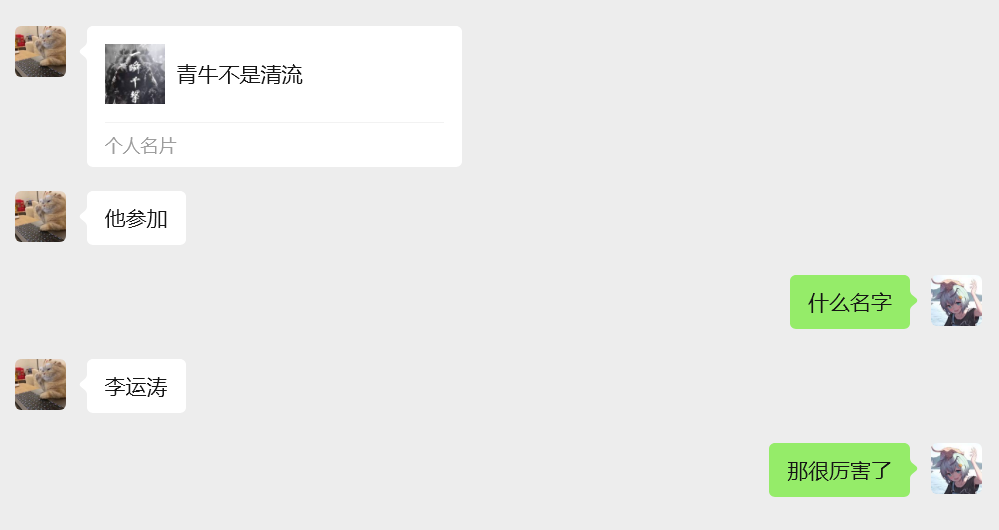 青牛不是清流
个人名片
他参加
什么名字
李运涛
那很厉害了